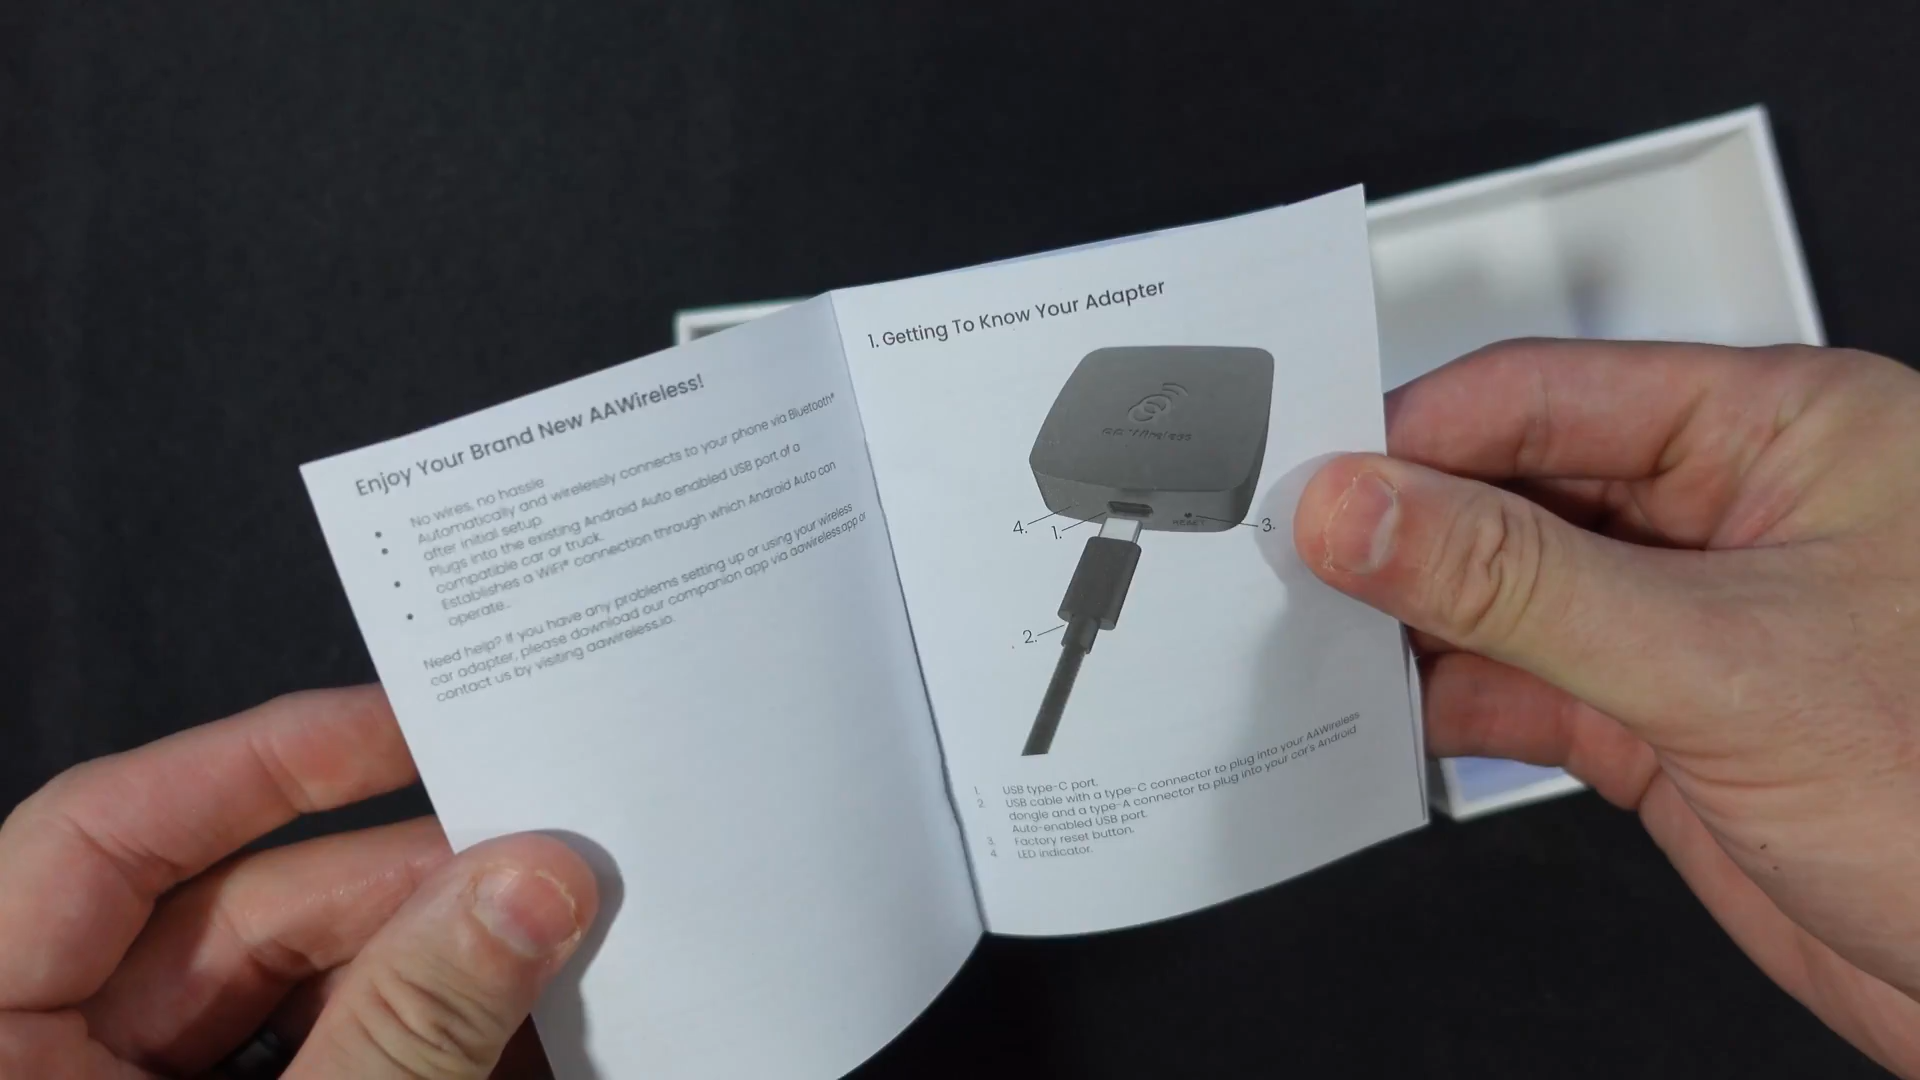 Enjoy Your Brand New AAWireless!
• No wires, no hassle
• Automatically and wirelessly connects to your phone via Bluetooth®
after initial setup
• Plugs into the existing Android Auto enabled USB port of a
compatible car or truck.
• Establishes a WiFi® connection through which Android Auto can
operate..
Need help? If you have any problems setting up or using your wireless
car adapter, please download our companion app via aawireless.app or
contact us by visiting aawireless.io.
1. Getting To Know Your Adapter
AAWireless
RESET
4.
1.
3.
2.
1. USB type-C port.
2. USB cable with a type-C connector to plug into your AAWireless
dongle and a type-A connector to plug into your car's Android
Auto-enabled USB port.
3. Factory reset button.
4. LED indicator.